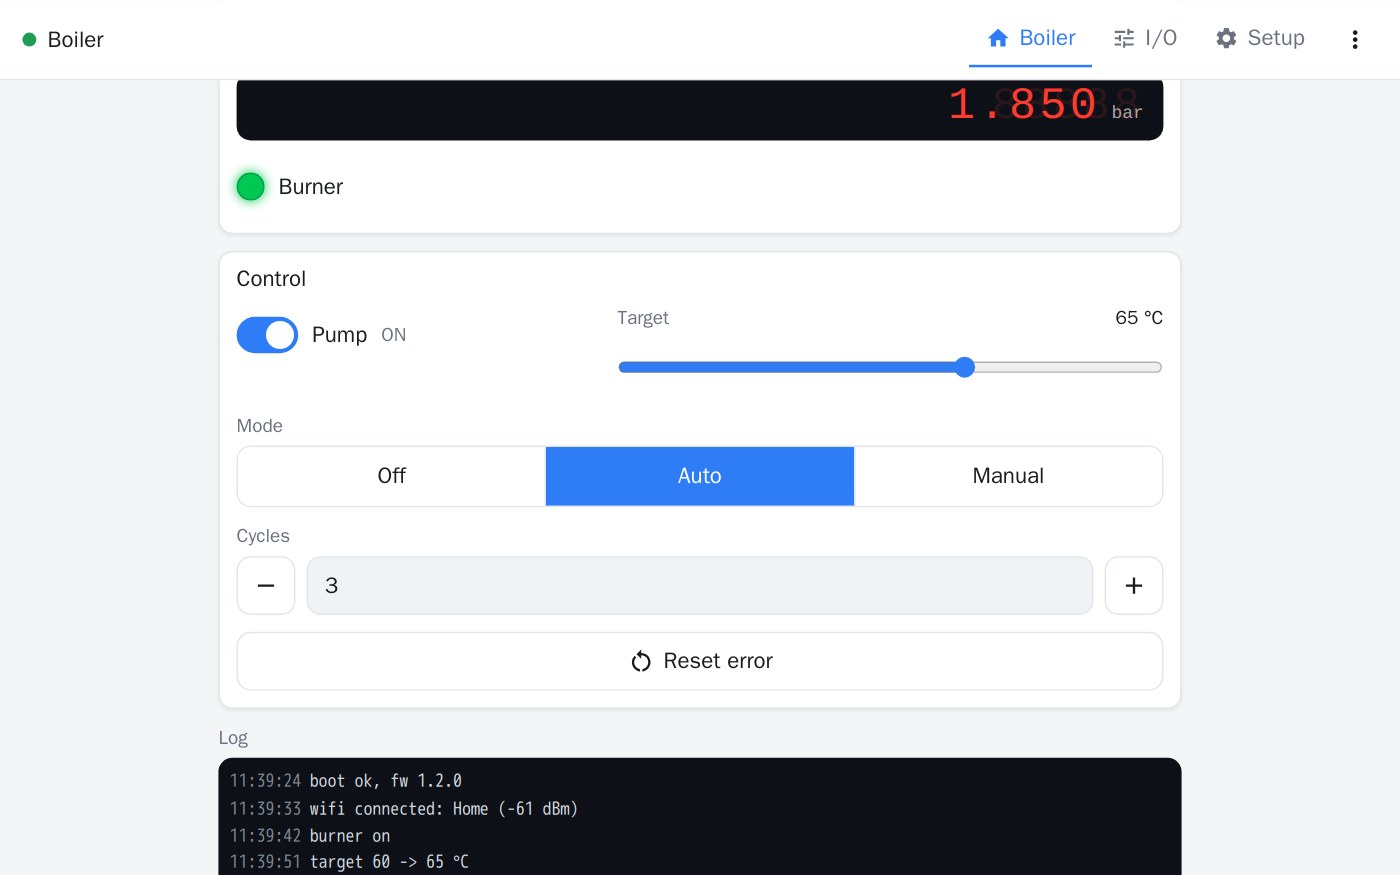 Boiler
Boiler
I/O
Setup
1.850 bar
Burner
Control
Pump ON
Target
65 °C
Mode
Off
Auto
Manual
Cycles
3
Reset error
Log
11:39:24 boot ok, fw 1.2.0
11:39:33 wifi connected: Home (-61 dBm)
11:39:42 burner on
11:39:51 target 60 -> 65 °C